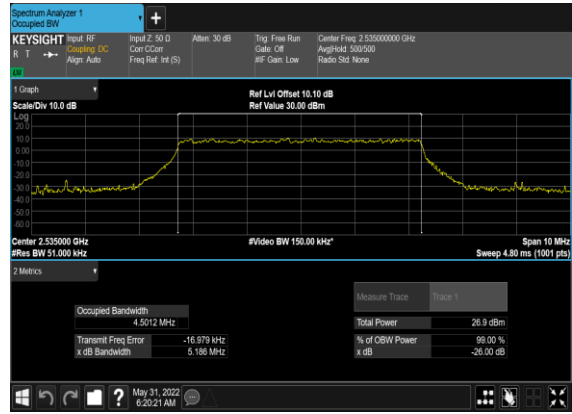 Spectrum Analyzer 1
Occupied BW
+
KEYSIGHT Input: RF Input Z: 50 Ω Atten: 30 dB Trig: Free Run Center Freq: 2.535000000 GHz
R T Coupling: DC Corr CCorr Gate: Off Avg|Hold: 500/500
Align: Auto Freq Ref: Int (S) #IF Gain: Low Radio Std: None
LW
1 Graph
Ref Lvl Offset 10.10 dB
Scale/Div 10.0 dB Ref Value 30.00 dBm
Log
20.0
10.0
0.00
-10.0
-20.0
-30.0
-40.0
-50.0
-60.0
Center 2.535000 GHz #Video BW 150.00 kHz* Span 10 MHz
#Res BW 51.000 kHz Sweep 4.80 ms (1001 pts)
2 Metrics
Measure Trace Trace 1
Occupied Bandwidth
4.5012 MHz Total Power 26.9 dBm
Transmit Freq Error -16.979 kHz % of OBW Power 99.00 %
x dB Bandwidth 5.186 MHz x dB -26.00 dB
?
May 31, 2022
6:20:21 AM